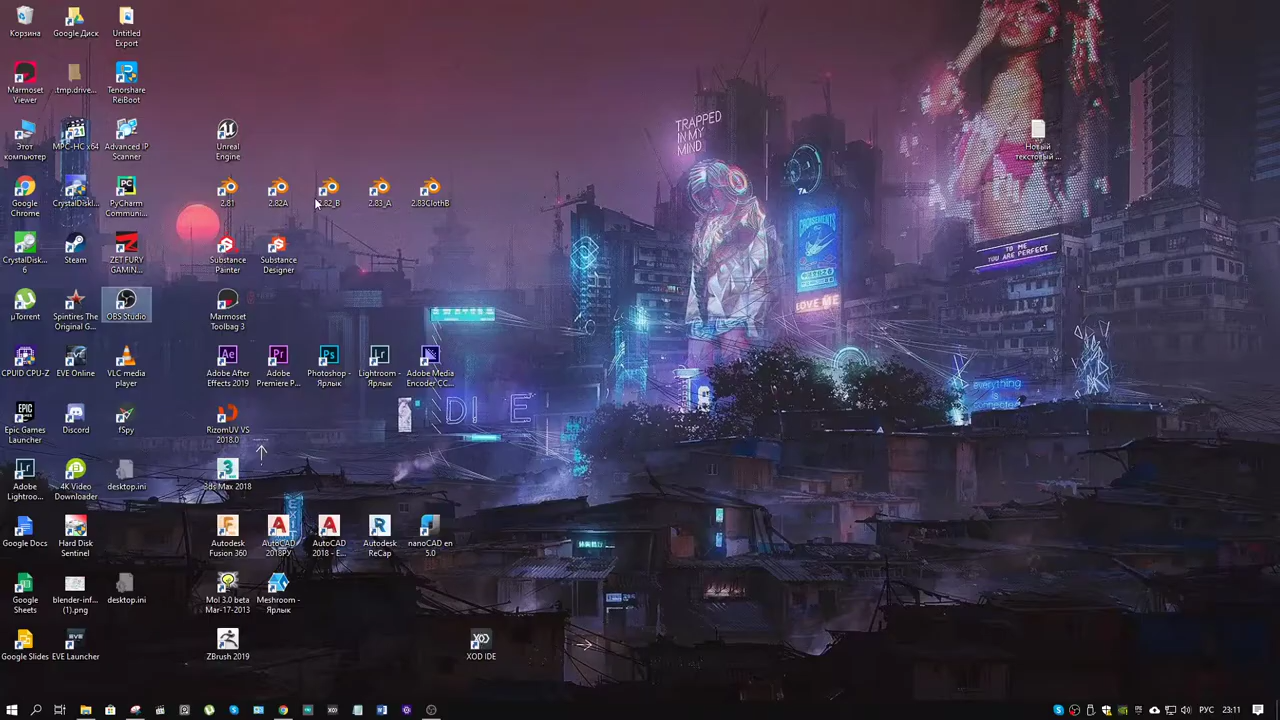 Корзина
Google Диск
Untitled
Export
Marmoset
Viewer
.tmp.drive...
Tenorshare
ReiBoot
Этот
компьютер
MPC-HC x64
Advanced IP
Scanner
Unreal
Engine
Новый
текстовый ...
Google
Chrome
CrystalDiskI...
PyCharm
Communi...
2.81
2.82A
2.82_B
2.83_A
2.83ClothB
CrystalDisk...
6
Steam
ZET FURY
GAMIN...
Substance
Painter
Substance
Designer
µTorrent
Spintires The
Original G...
OBS Studio
Marmoset
Toolbag 3
CPUID CPU-Z
EVE Online
VLC media
player
Adobe After
Effects 2019
Adobe
Premiere P...
Photoshop -
Ярлык
Lightroom -
Ярлык
Adobe Media
Encoder CC...
Epic Games
Launcher
Discord
fSpy
RizomUV VS
2018.0
Adobe
Lightroo...
4K Video
Downloader
desktop.ini
3ds Max 2018
Google Docs
Hard Disk
Sentinel
Autodesk
Fusion 360
AutoCAD
2018РУ
AutoCAD
2018 - E...
Autodesk
ReCap
nanoCAD en
5.0
Google
Sheets
blender-inf...
(1).png
desktop.ini
MoI 3.0 beta
Mar-17-2013
Meshroom -
Ярлык
Google Slides
EVE Launcher
ZBrush 2019
XOD IDE
TRAPPED
IN MY
MIND
LOVE ME
TO ME
YOU ARE PERFECT
Everything
is
connected
РУС
23:11